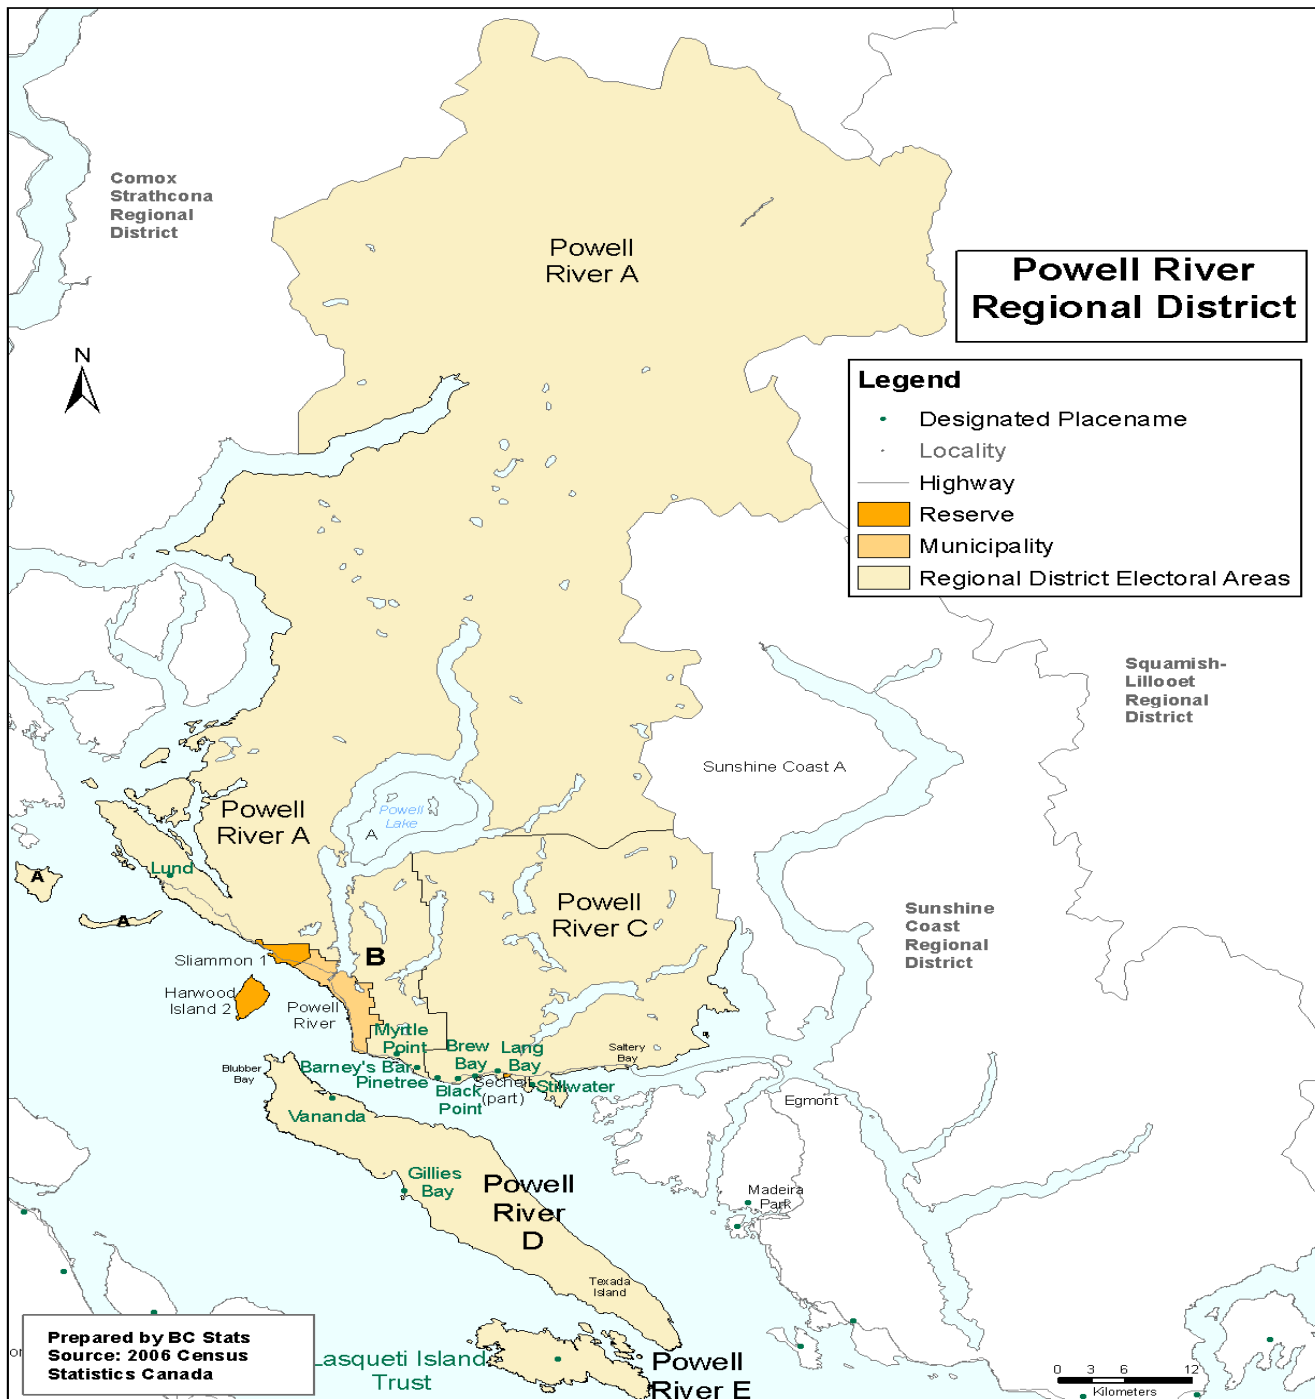 Comox
Strathcona
Regional
District
Powell
River A
Powell River
Regional District
N
Legend
Designated Placename
Locality
Highway
Reserve
Municipality
Regional District Electoral Areas
Squamish-
Lillooet
Regional
District
Sunshine Coast A
Powell
River A
Powell
Lake
A
Lund
A
A
Powell
River C
Sunshine
Coast
Regional
District
B
Sliammon 1
Harwood
Island 2
Powell
River
Myrtle
Point
Brew
Bay
Lang
Bay
Saltery
Bay
Blubber
Bay
Barney's Bar
Pinetree
Black
Point
Sechelt
(part)
Stillwater
Egmont
Vananda
Gillies
Bay
Powell
River
D
Madeira
Park
Texada
Island
Prepared by BC Stats
Source: 2006 Census
Statistics Canada
Lasqueti Island
Trust
Powell
River E
0 3 6 12
Kilometers